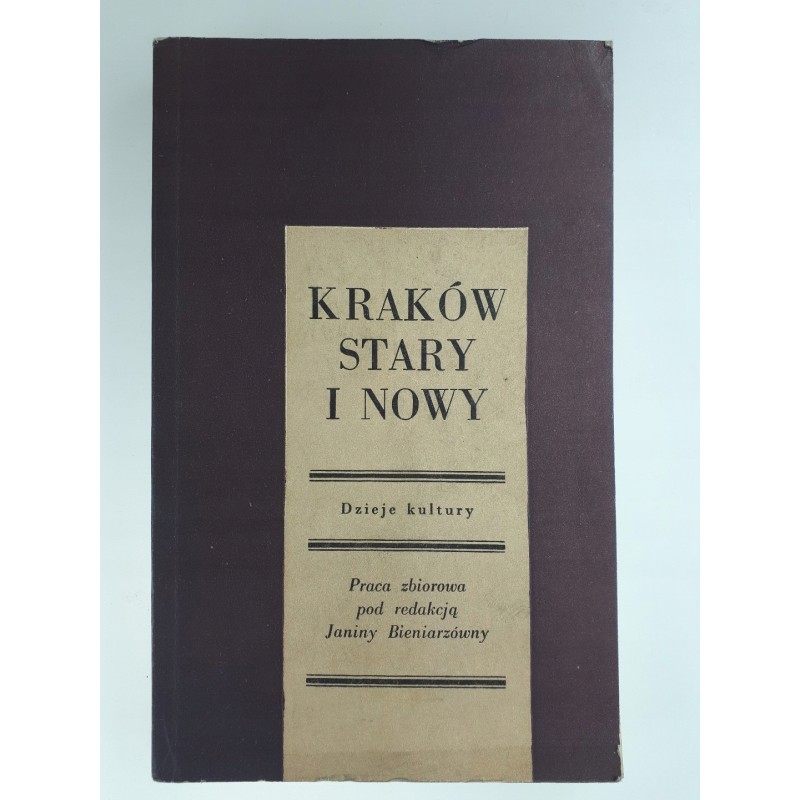 KRAKÓW
STARY
I NOWY
Dzieje kultury
Praca zbiorowa
pod redakcją
Janiny Bieniarzówny